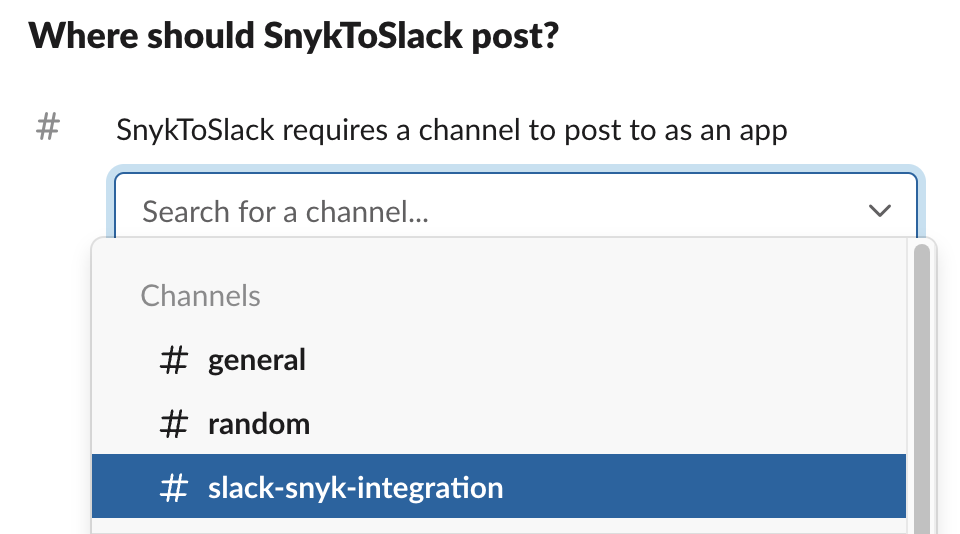 Where should SnykToSlack post?
# SnykToSlack requires a channel to post to as an app
Search for a channel...
Channels
# general
# random
# slack-snyk-integration